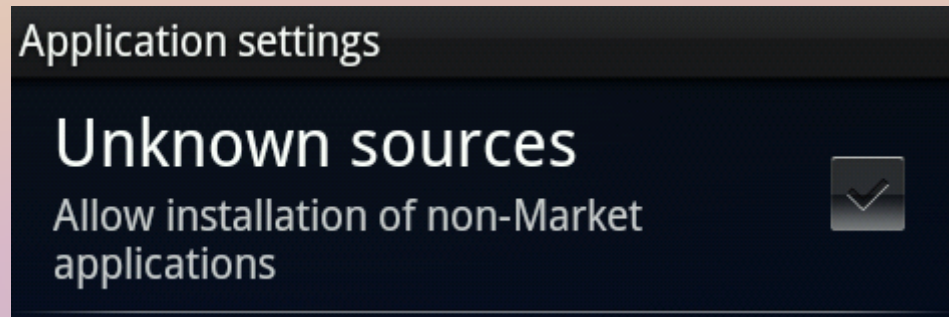 Application settings
Unknown sources
Allow installation of non-Market
applications